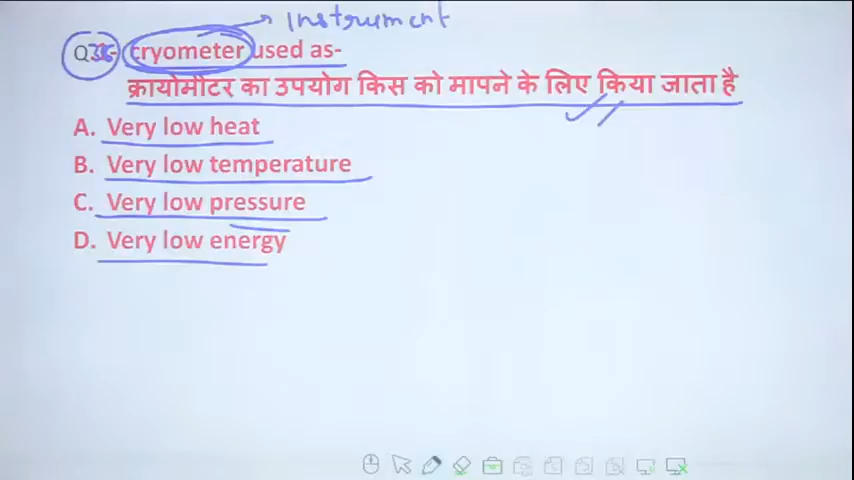 instrument
cryometer used as-
क्रायोमीटर का उपयोग किस को मापने के लिए किया जाता है
A. Very low heat
B. Very low temperature
C. Very low pressure
D. Very low energy